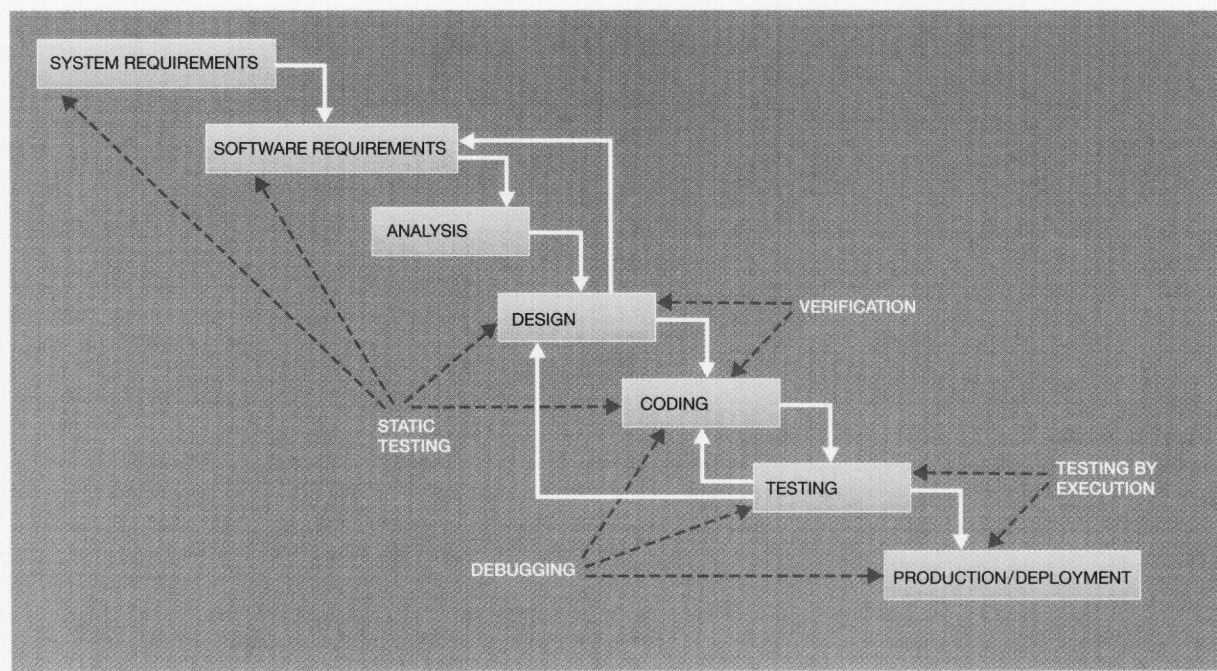 SYSTEM REQUIREMENTS
SOFTWARE REQUIREMENTS
ANALYSIS
DESIGN
VERIFICATION
CODING
STATIC
TESTING
TESTING
TESTING BY
EXECUTION
DEBUGGING
PRODUCTION/DEPLOYMENT